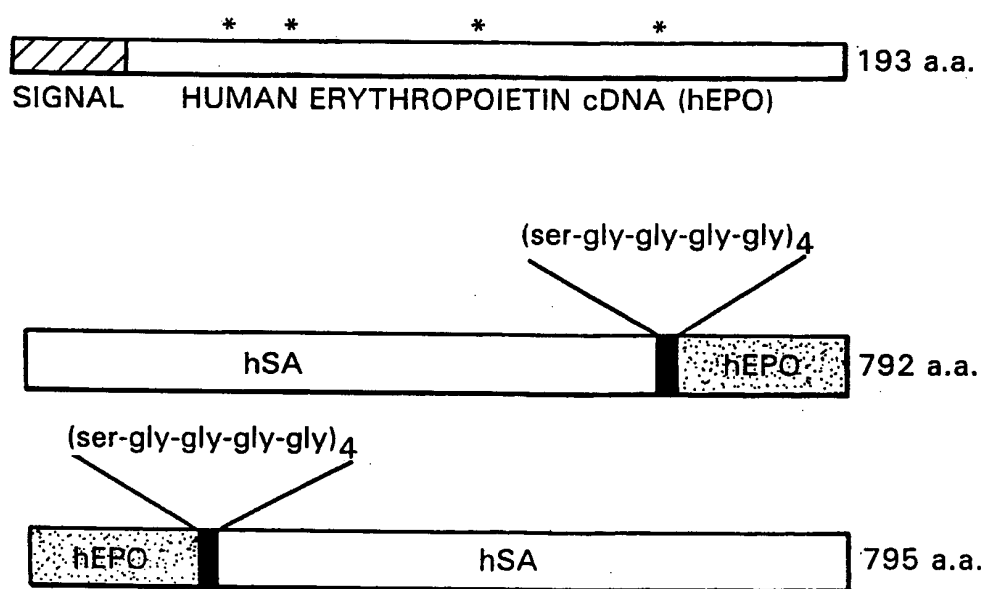 * * * *
193 a.a.
SIGNAL HUMAN ERYTHROPOIETIN cDNA (hEPO)
(ser-gly-gly-gly-gly)4
hSA hEPO 792 a.a.
(ser-gly-gly-gly-gly)4
hEPO hSA 795 a.a.